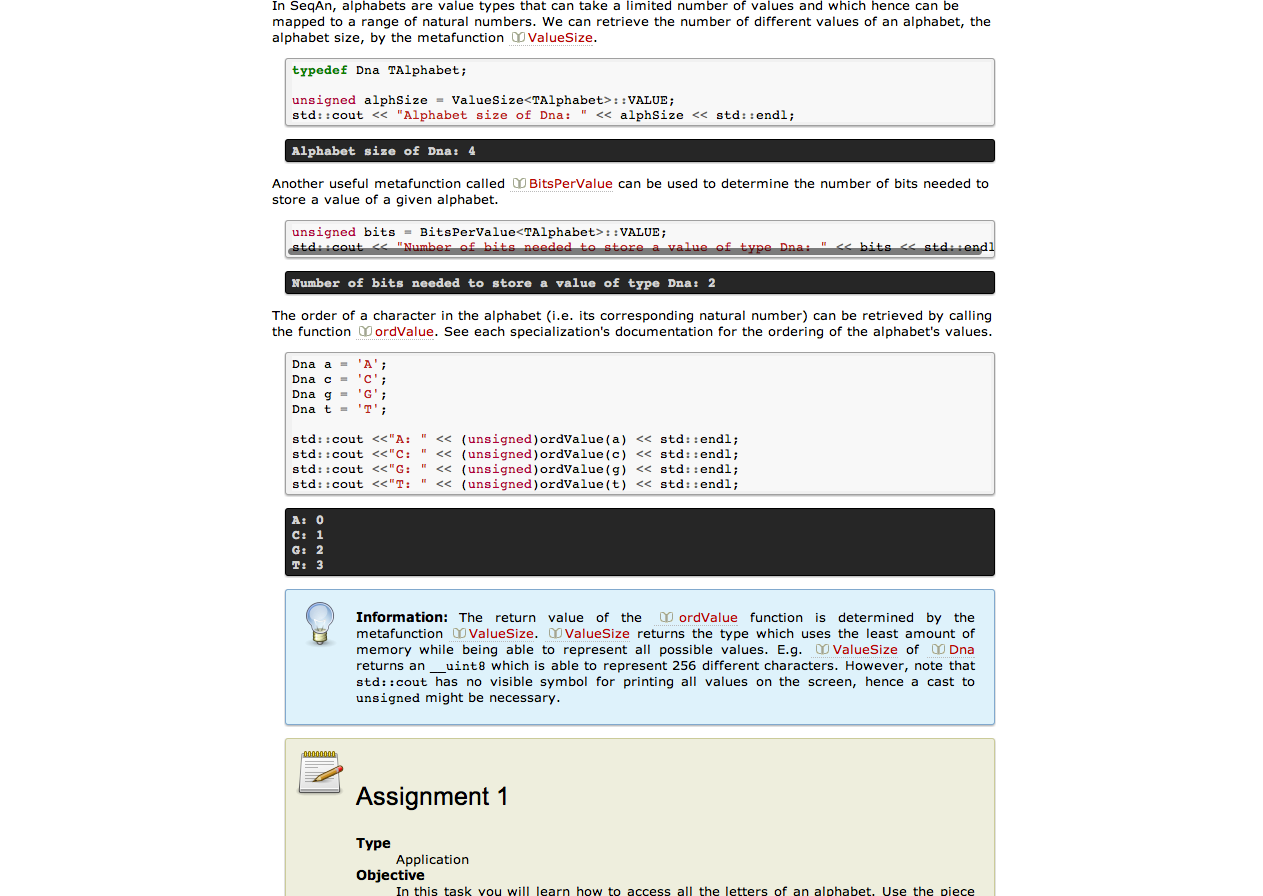 In SeqAn, alphabets are value types that can take a limited number of values and which hence can be
mapped to a range of natural numbers. We can retrieve the number of different values of an alphabet, the
alphabet size, by the metafunction ValueSize.
typedef Dna TAlphabet;
unsigned alphSize = ValueSize<TAlphabet>::VALUE;
std::cout << "Alphabet size of Dna: " << alphSize << std::endl;
Alphabet size of Dna: 4
Another useful metafunction called BitsPerValue can be used to determine the number of bits needed to
store a value of a given alphabet.
unsigned bits = BitsPerValue<TAlphabet>::VALUE;
std::cout << "Number of bits needed to store a value of type Dna: " << bits << std::endl
Number of bits needed to store a value of type Dna: 2
The order of a character in the alphabet (i.e. its corresponding natural number) can be retrieved by calling
the function ordValue. See each specialization's documentation for the ordering of the alphabet's values.
Dna a = 'A';
Dna c = 'C';
Dna g = 'G';
Dna t = 'T';
std::cout <<"A: " << (unsigned)ordValue(a) << std::endl;
std::cout <<"C: " << (unsigned)ordValue(c) << std::endl;
std::cout <<"G: " << (unsigned)ordValue(g) << std::endl;
std::cout <<"T: " << (unsigned)ordValue(t) << std::endl;
A: 0
C: 1
G: 2
T: 3
Information: The return value of the ordValue function is determined by the
metafunction ValueSize. ValueSize returns the type which uses the least amount of
memory while being able to represent all possible values. E.g. ValueSize of Dna
returns an __uint8 which is able to represent 256 different characters. However, note that
std::cout has no visible symbol for printing all values on the screen, hence a cast to
unsigned might be necessary.
Assignment 1
Type
Application
Objective
In this task you will learn how to access all the letters of an alphabet. Use the piece